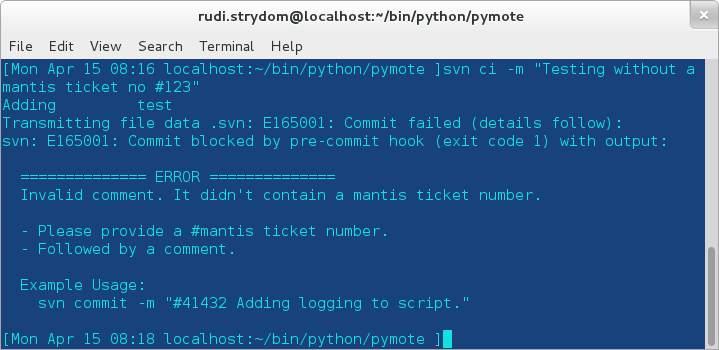 rudi.strydom@localhost:~/bin/python/pymote
File Edit View Search Terminal Help
[Mon Apr 15 08:16 localhost:~/bin/python/pymote ]svn ci -m "Testing without a
mantis ticket no #123"
Adding         test
Transmitting file data .svn: E165001: Commit failed (details follow):
svn: E165001: Commit blocked by pre-commit hook (exit code 1) with output:
  ============== ERROR ==============
  Invalid comment. It didn't contain a mantis ticket number.
  - Please provide a #mantis ticket number.
  - Followed by a comment.
  Example Usage:
    svn commit -m "#41432 Adding logging to script."
[Mon Apr 15 08:18 localhost:~/bin/python/pymote ]